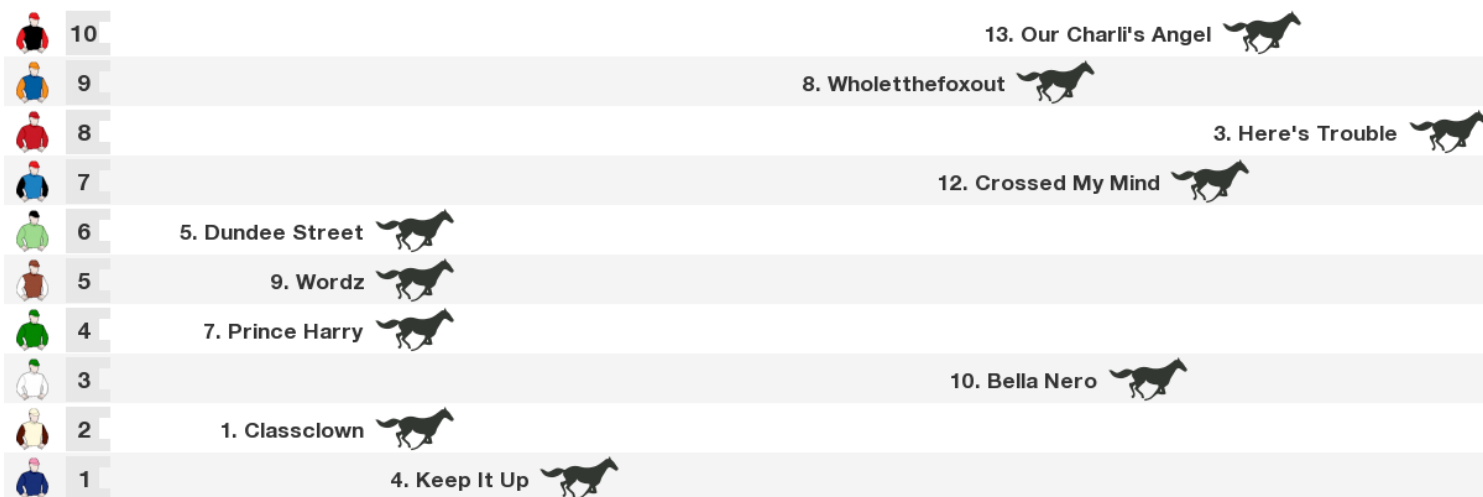 10 13. Our Charli's Angel
9 8. Wholetthefoxout
8 3. Here's Trouble
7 12. Crossed My Mind
6 5. Dundee Street
5 9. Wordz
4 7. Prince Harry
3 10. Bella Nero
2 1. Classclown
1 4. Keep It Up